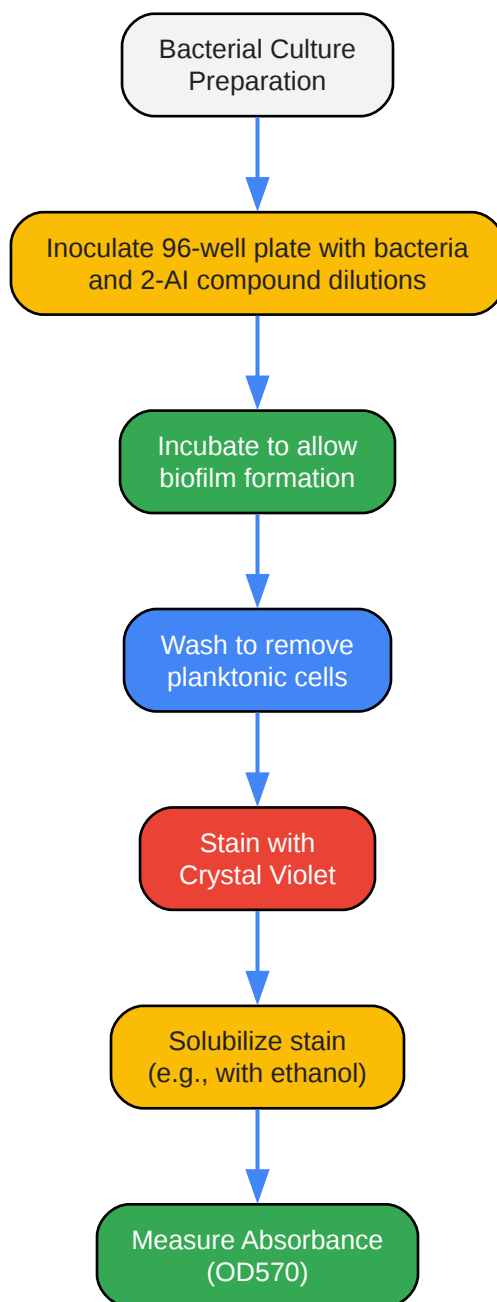 Bacterial Culture
Preparation
Inoculate 96-well plate with bacteria
and 2-AI compound dilutions
Incubate to allow
biofilm formation
Wash to remove
planktonic cells
Stain with
Crystal Violet
Solubilize stain
(e.g., with ethanol)
Measure Absorbance
(OD570)